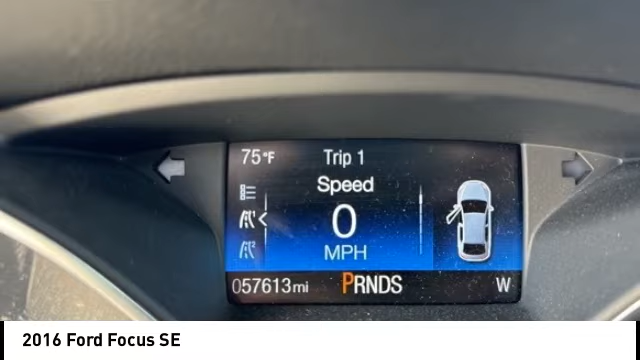 75°F
Trip 1
Speed
0
MPH
057613mi
PRNDS
W
2016 Ford Focus SE